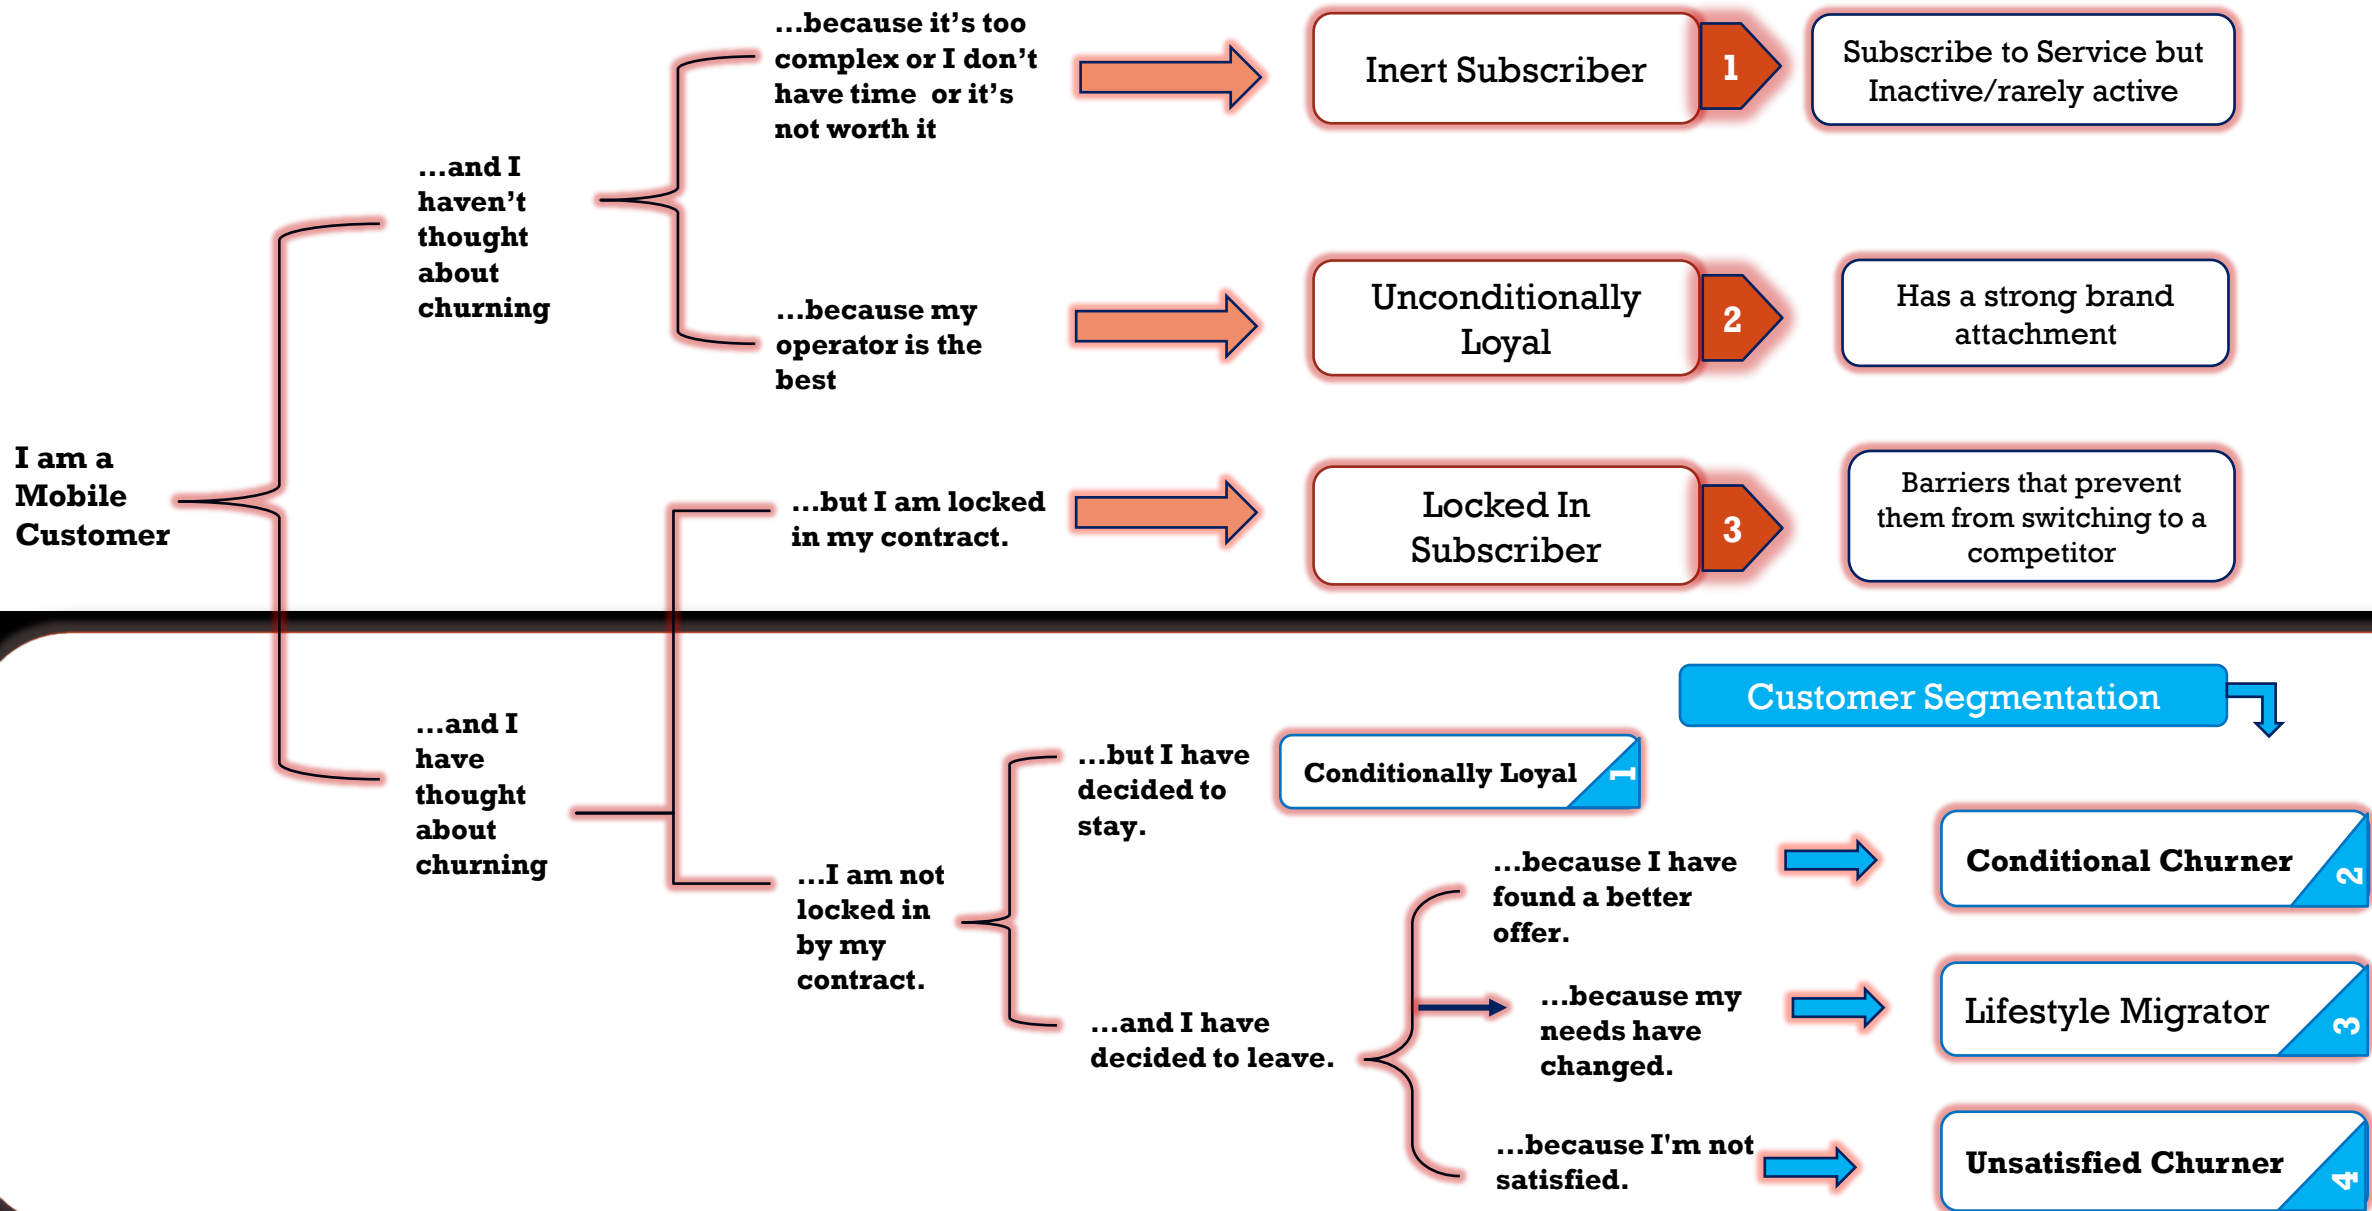 I am a
Mobile
Customer
...and I
haven't
thought
about
churning
...because it's too
complex or I don't
have time or it's
not worth it
Inert Subscriber
1
Subscribe to Service but
Inactive/rarely active
...because my
operator is the
best
Unconditionally
Loyal
2
Has a strong brand
attachment
...but I am locked
in my contract.
Locked In
Subscriber
3
Barriers that prevent
them from switching to a
competitor
Customer Segmentation
...and I
have
thought
about
churning
...I am not
locked in
by my
contract.
...but I have
decided to
stay.
Conditionally Loyal
1
...and I have
decided to leave.
...because I have
found a better
offer.
Conditional Churner
2
...because my
needs have
changed.
Lifestyle Migrator
3
...because I'm not
satisfied.
Unsatisfied Churner
4